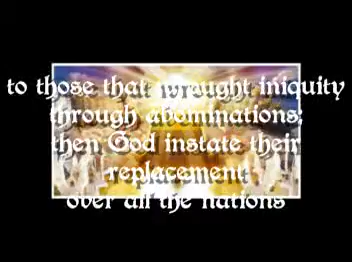 to those that wrought iniquity
through abominations;
then God instate their
replacement
over all the nations